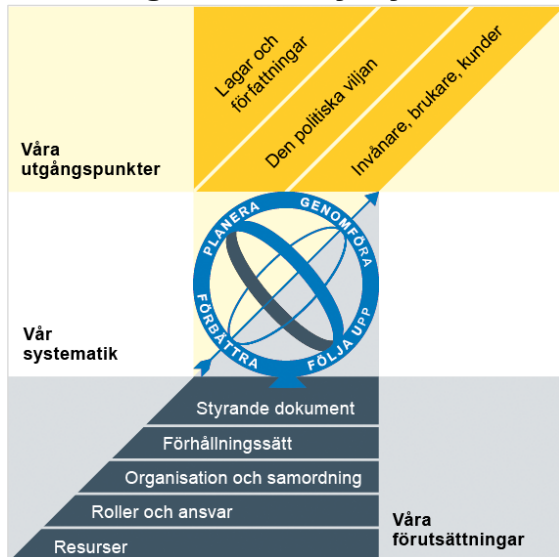 Lagar och
författningar
Den politiska viljan
Invånare, brukare, kunder
Våra
utgångspunkter
PLANERA
GENOMFÖRA
FÖLJA UPP
FÖRBÄTTRA
Vår
systematik
Styrande dokument
Förhållningssätt
Organisation och samordning
Roller och ansvar
Resurser
Våra
förutsättningar